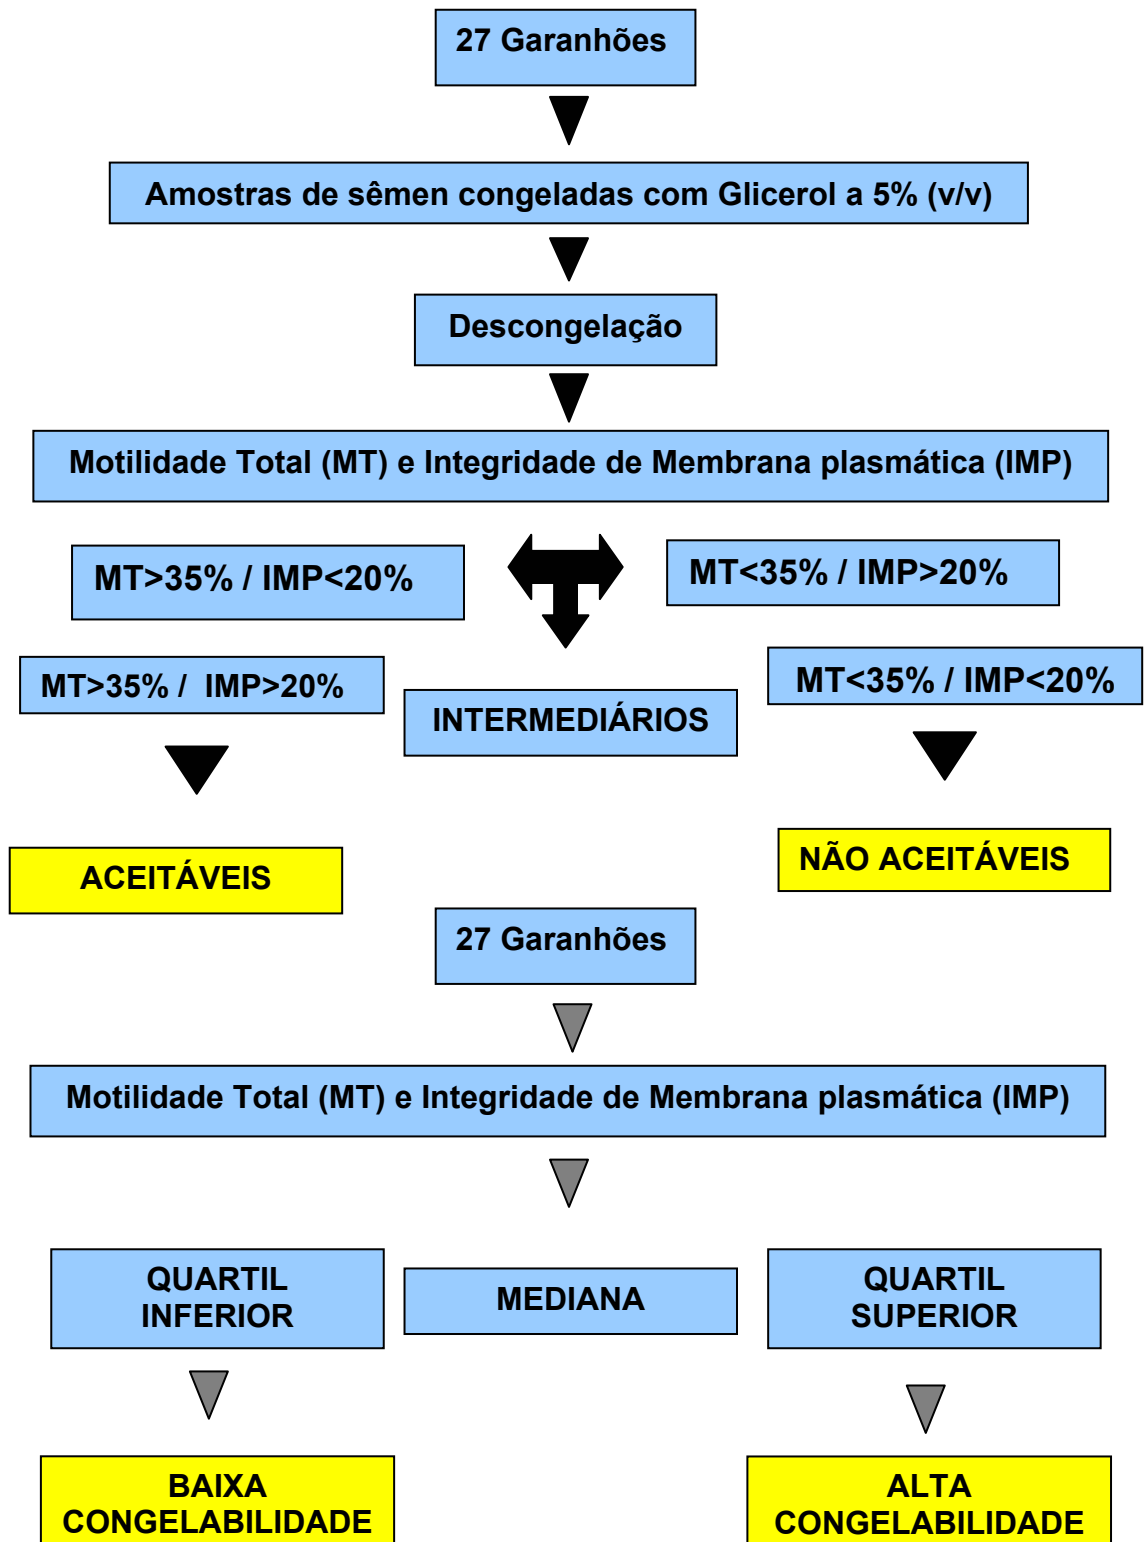 27 Garanhões
Amostras de sêmen congeladas com Glicerol a 5% (v/v)
Descongelação
Motilidade Total (MT) e Integridade de Membrana plasmática (IMP)
MT>35% / IMP<20%
MT<35% / IMP>20%
MT>35% / IMP>20%
INTERMEDIÁRIOS
MT<35% / IMP<20%
ACEITÁVEIS
NÃO ACEITÁVEIS
27 Garanhões
Motilidade Total (MT) e Integridade de Membrana plasmática (IMP)
QUARTIL
INFERIOR
MEDIANA
QUARTIL
SUPERIOR
BAIXA
CONGELABILIDADE
ALTA
CONGELABILIDADE